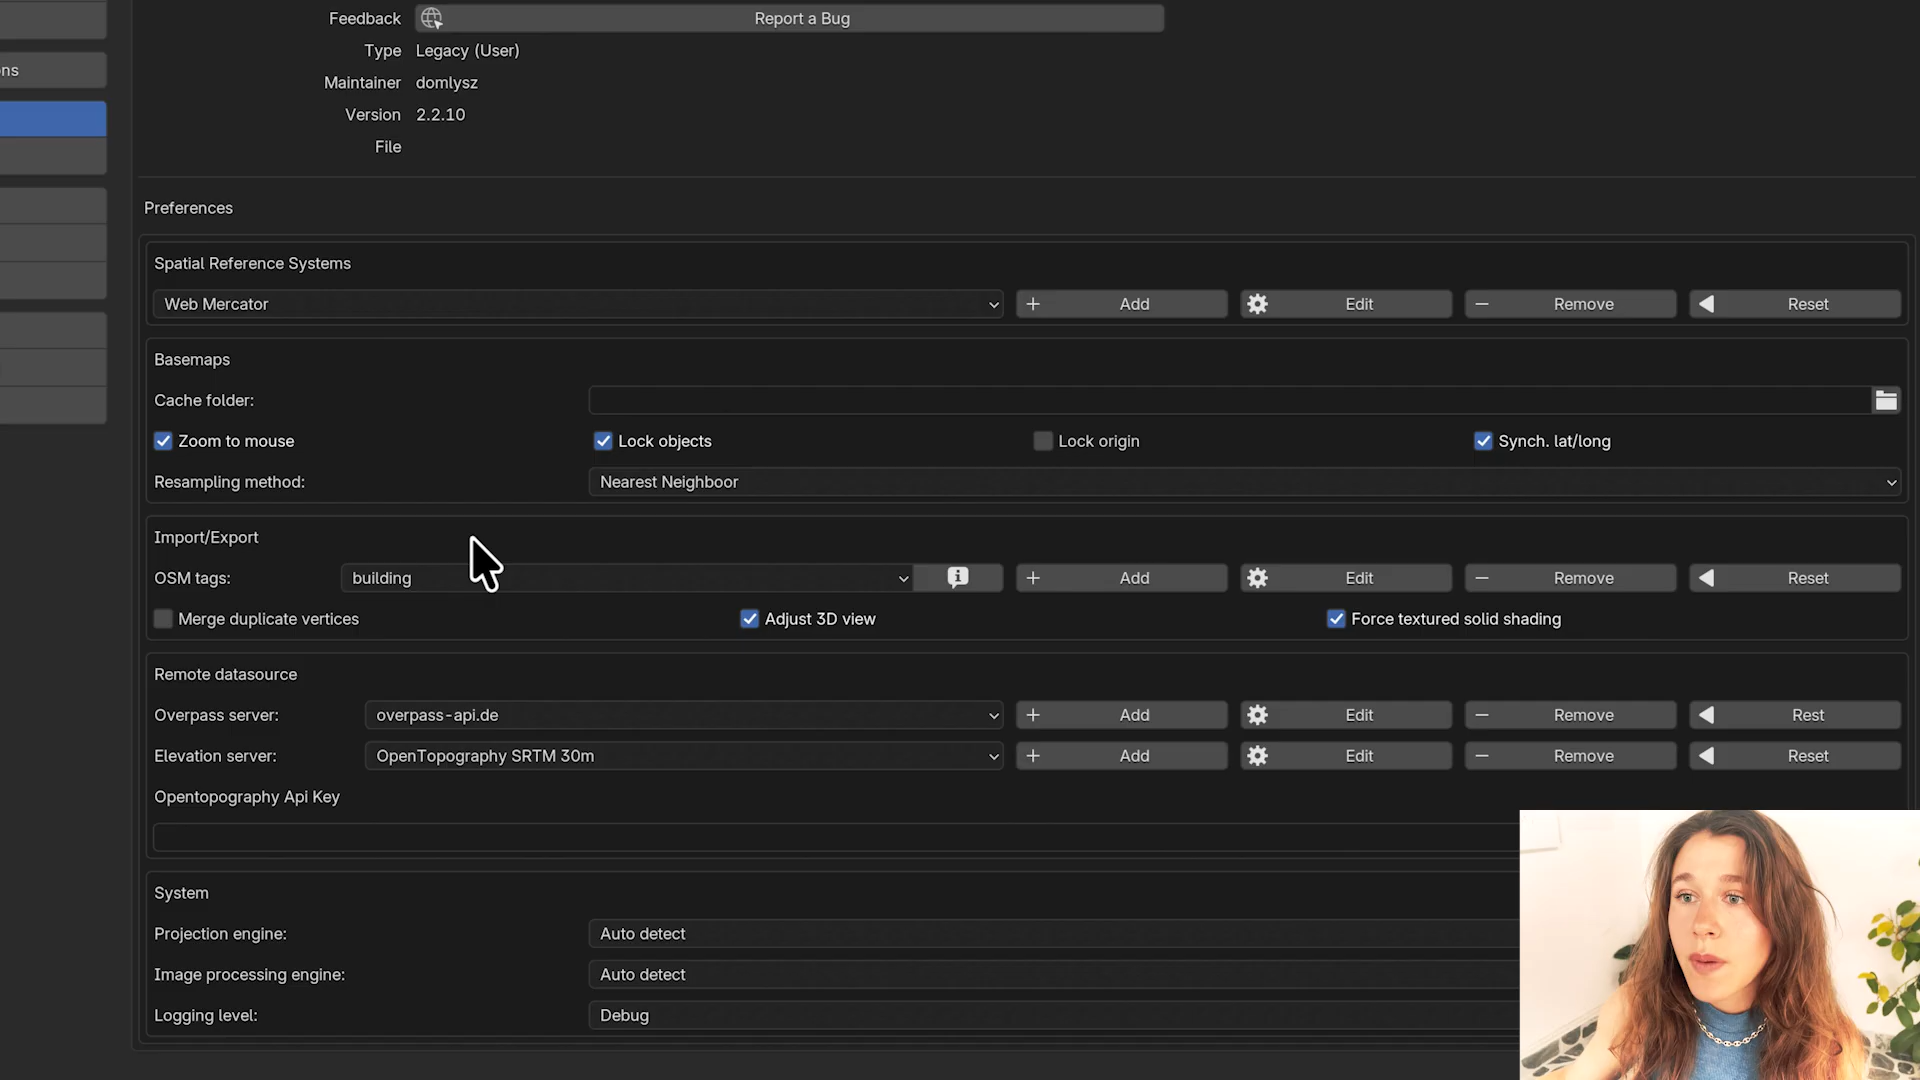 Feedback Report a Bug
Type Legacy (User)
ons
Maintainer domlysz
Version 2.2.10
File
Preferences
Spatial Reference Systems
Web Mercator Add Edit Remove Reset
Basemaps
Cache folder:
Zoom to mouse Lock objects Lock origin Synch. lat/long
Resampling method: Nearest Neighboor
Import/Export
OSM tags: building Add Edit Remove Reset
Merge duplicate vertices Adjust 3D view Force textured solid shading
Remote datasource
Overpass server: overpass-api.de Add Edit Remove Rest
Elevation server: OpenTopography SRTM 30m Add Edit Remove Reset
Opentopography Api Key
System
Projection engine: Auto detect
Image processing engine: Auto detect
Logging level: Debug